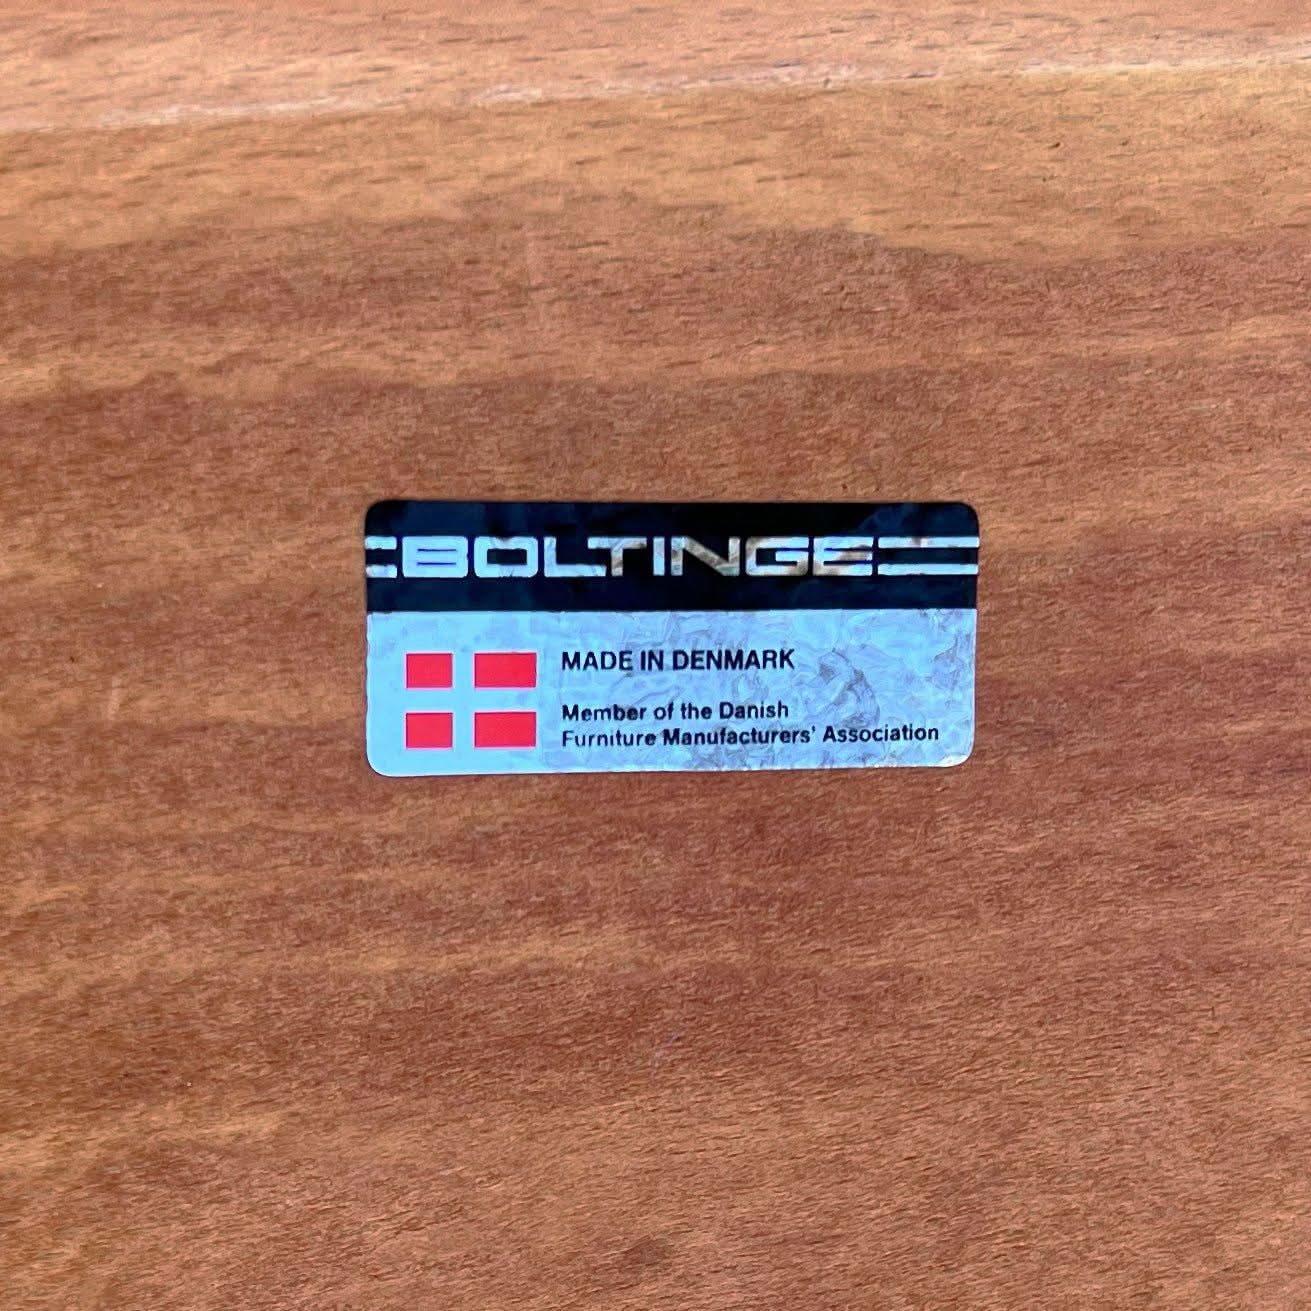 BOLTINGE
MADE IN DENMARK
Member of the Danish
Furniture Manufacturers' Association